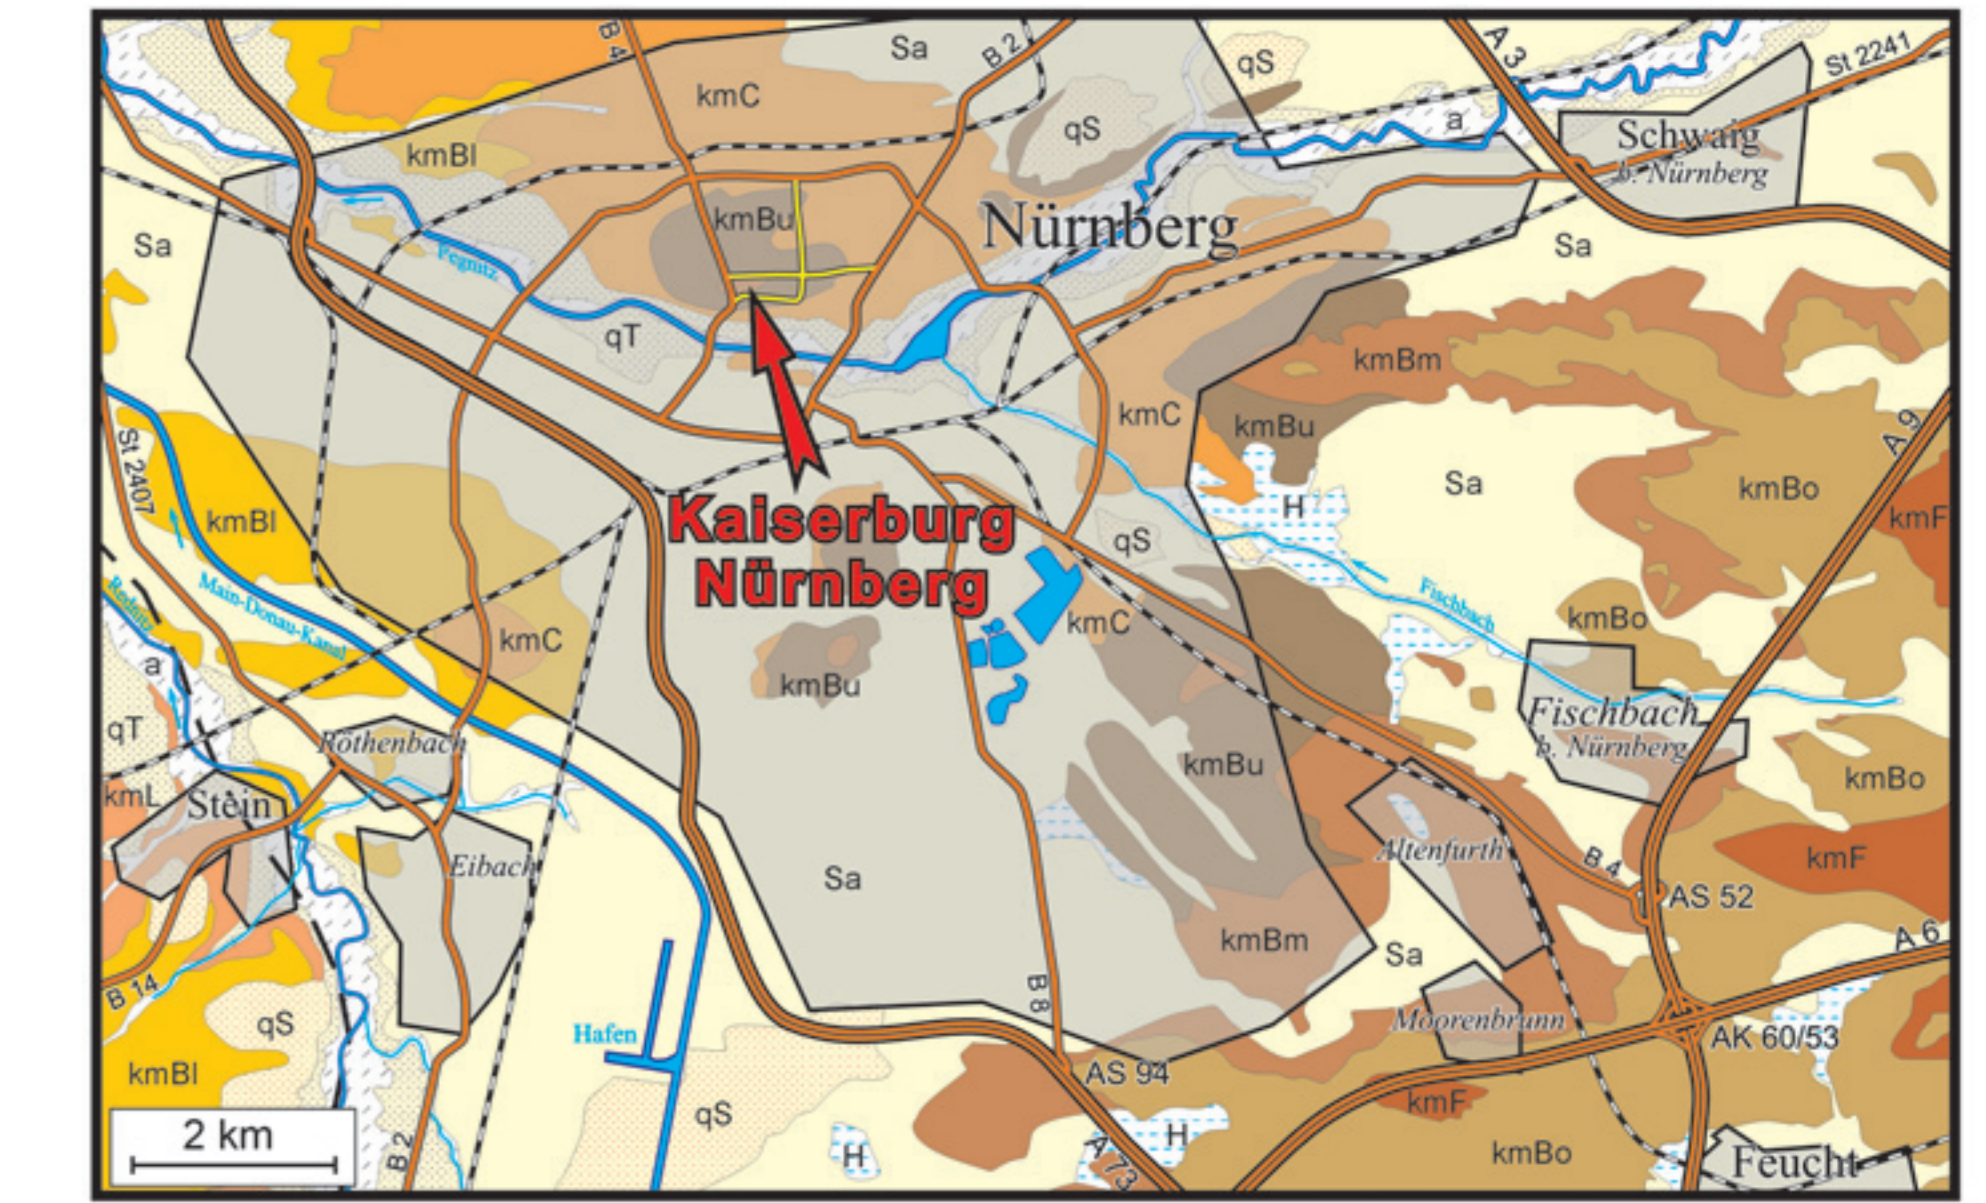 B 4
Sa
B 2
qS
A 3
St 2241
kmC
a
qS
Schwaig
b. Nürnberg
kmBl
kmBu
Nürnberg
Sa
Sa
Pegnitz
qT
kmBm
kmC
kmBu
A 9
St 2407
Sa
kmBo
kmBl
H
kmF
Kaiserburg
Nürnberg
qS
Rednitz
Main-Donau-Kanal
Fischbach
kmBo
kmC
kmC
a
kmBu
qT
Röthenbach
Fischbach
b. Nürnberg
kmBu
kmBo
kmL
Stein
Eibach
Altenfurth
B 4
kmF
Sa
AS 52
kmBm
Sa
A 6
B 14
B 8
qS
Hafen
Moorenbrunn
AK 60/53
kmBl
AS 94
kmF
qS
2 km
H
H
B 2
A 73
kmBo
Feucht